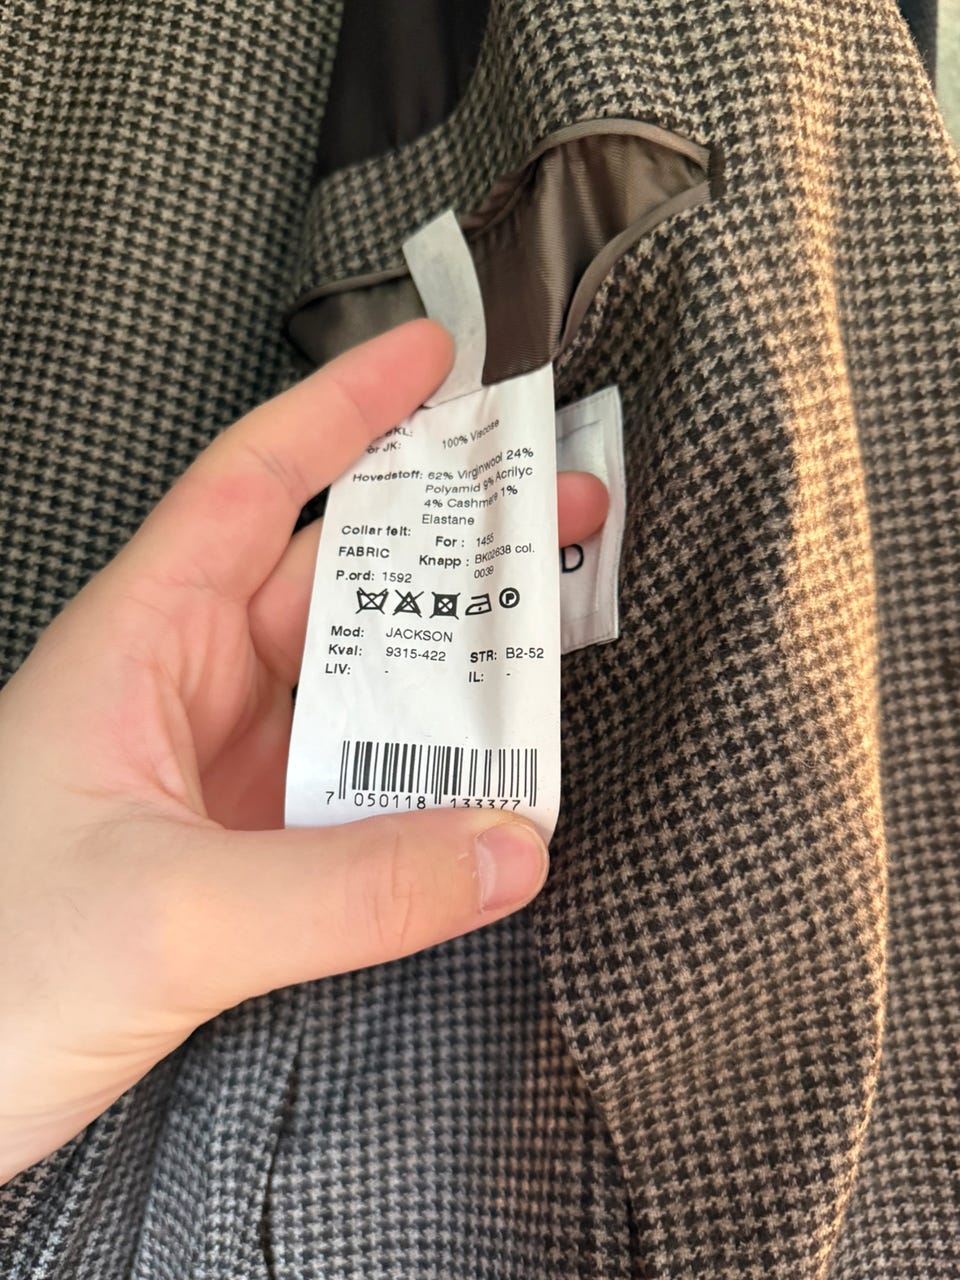 or JK: 100% Viscose
Hovedstoff: 62% Virginwool 24%
Polyamid 9% Acrilyc
4% Cashmere 1%
Elastane
Collar felt:
FABRIC For : 1455
Knapp : BK02638 col.
0039
P.ord: 1592
D
Mod: JACKSON
Kval: 9315-422 STR: B2-52
LIV: - IL: -
7 050118 133377